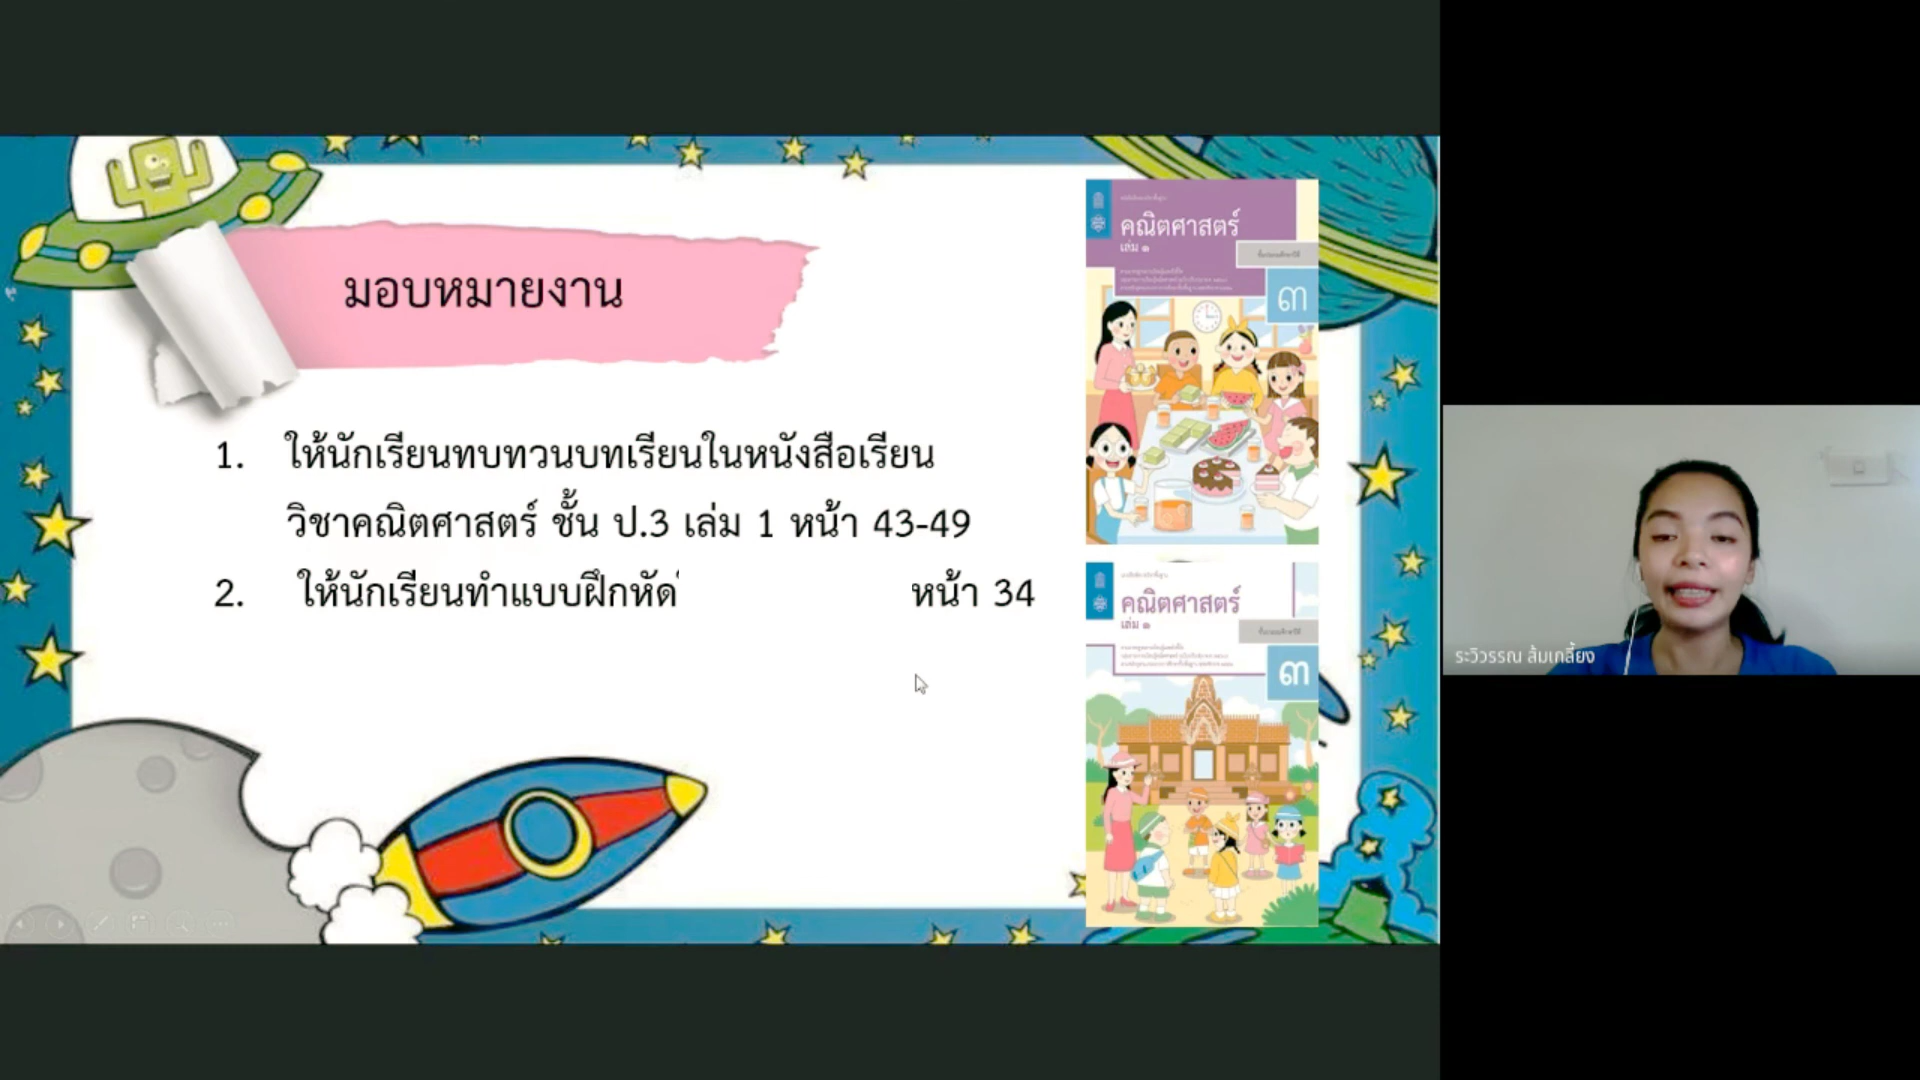 มอบหมายงาน
1. ให้นักเรียนทบทวนบทเรียนในหนังสือเรียน
วิชาคณิตศาสตร์ ชั้น ป.3 เล่ม 1 หน้า 43-49
2. ให้นักเรียนทำแบบฝึกหัด หน้า 34
คณิตศาสตร์
เล่ม ๑
๓
คณิตศาสตร์
เล่ม ๑
๓
ระวิวรรณ ส้มเกลี้ยง